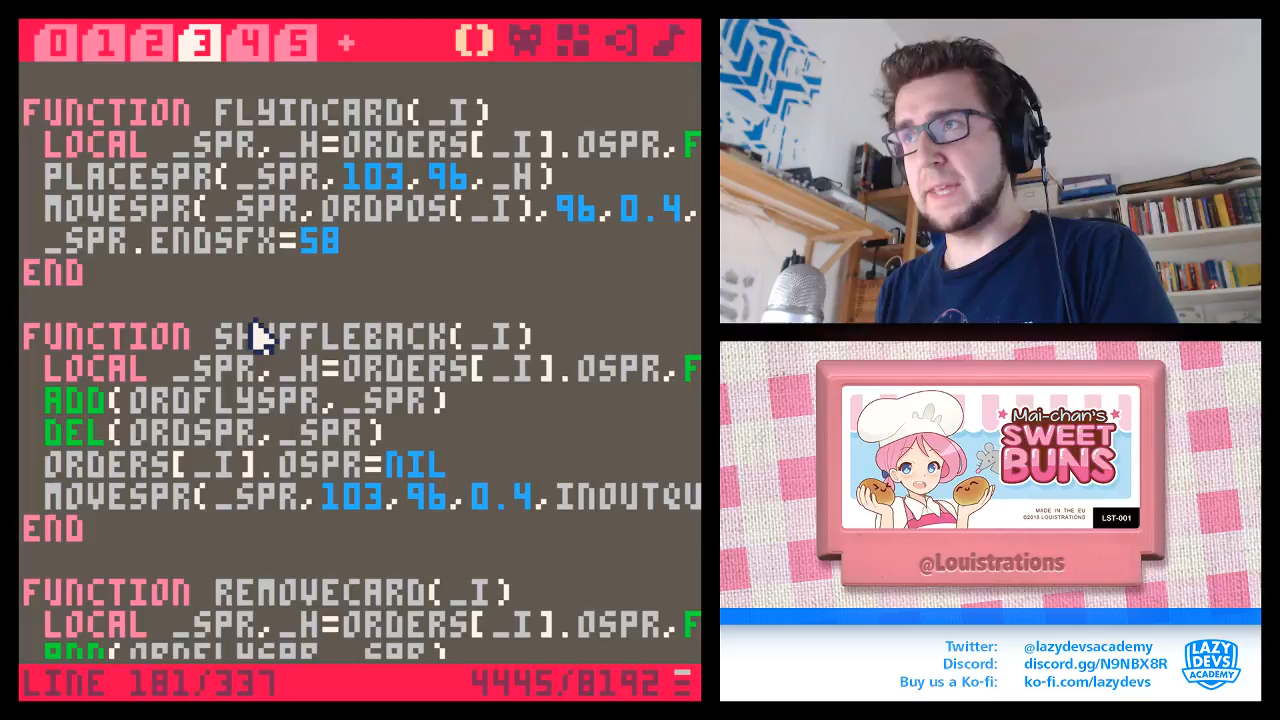 0 1 2 3 4 5 +
FUNCTION FLYINCARD(_I)
LOCAL _SPR,_H=ORDERS[_I].OSPR,F
PLACESPR(_SPR,103,96,_H)
MOVESPR(_SPR,ORDPOS(_I),96,0.4,
_SPR.ENDSFX=58
END
FUNCTION SHUFFLEBACK(_I)
LOCAL _SPR,_H=ORDERS[_I].OSPR,F
ADD(ORDFLYSPR,_SPR)
DEL(ORDSPR,_SPR)
ORDERS[_I].OSPR=NIL
MOVESPR(_SPR,103,96,0.4,INOUTQU
END
FUNCTION REMOVECARD(_I)
LOCAL _SPR,_H=ORDERS[_I].OSPR,F
LINE 181/337 4445/8192
Mai-chan's
SWEET
BUNS
MADE IN THE EU
©2018 LOUISTRATIONS
LST-001
@Louistrations
Twitter: @lazydevsacademy
Discord: discord.gg/N9NBX8R
Buy us a Ko-fi: ko-fi.com/lazydevs
LAZY
DEVS
ACADEMY